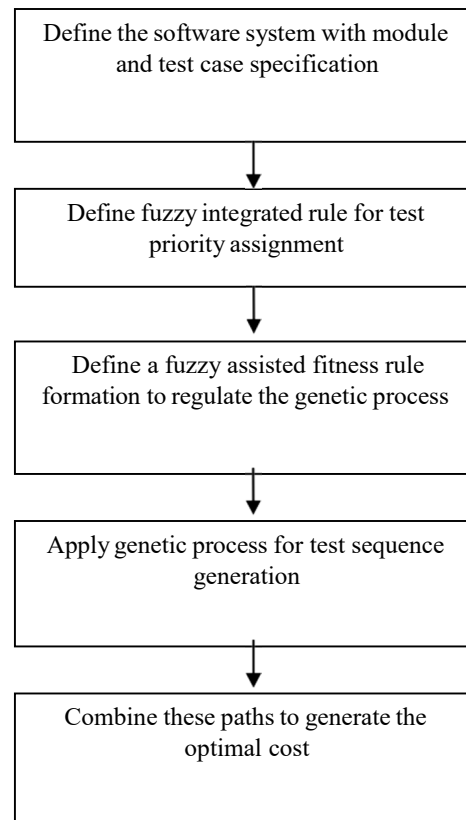 Define the software system with module
and test case specification
Define fuzzy integrated rule for test
priority assignment
Define a fuzzy assisted fitness rule
formation to regulate the genetic process
Apply genetic process for test sequence
generation
Combine these paths to generate the
optimal cost